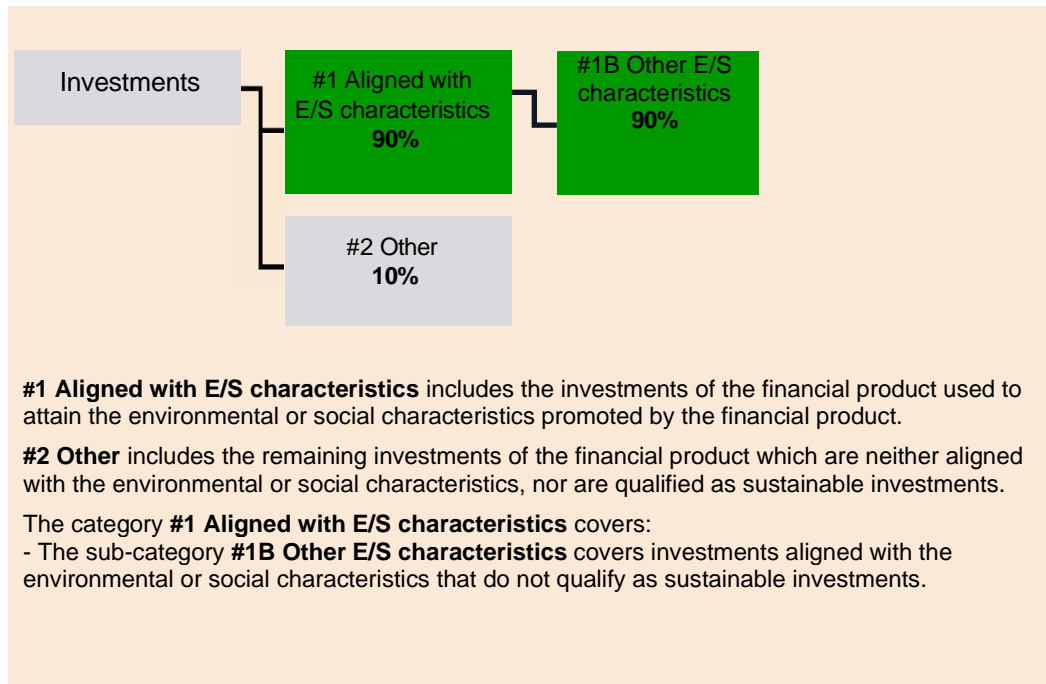 Investments
#1 Aligned with
E/S characteristics
90%
#1B Other E/S
characteristics
90%
#2 Other
10%
#1 Aligned with E/S characteristics includes the investments of the financial product used to
attain the environmental or social characteristics promoted by the financial product.
#2 Other includes the remaining investments of the financial product which are neither aligned
with the environmental or social characteristics, nor are qualified as sustainable investments.
The category #1 Aligned with E/S characteristics covers:
- The sub-category #1B Other E/S characteristics covers investments aligned with the
environmental or social characteristics that do not qualify as sustainable investments.